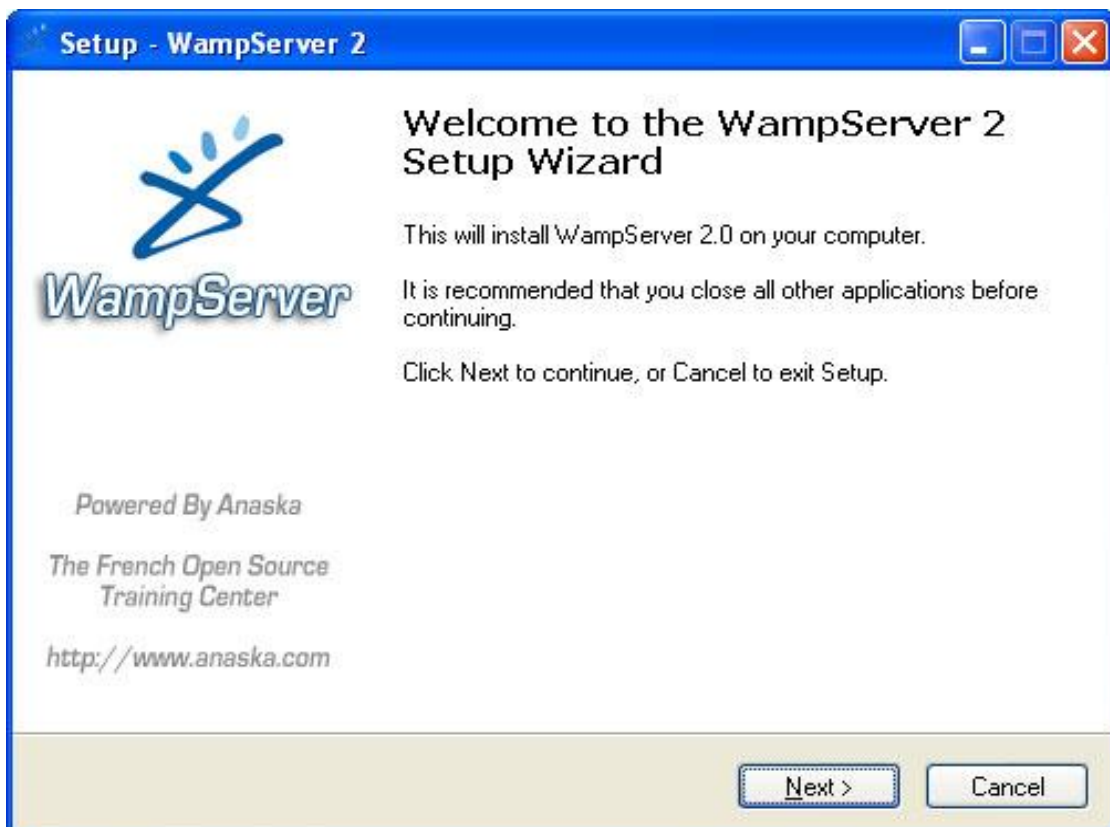 Setup - WampServer 2
Welcome to the WampServer 2
Setup Wizard
This will install WampServer 2.0 on your computer.
It is recommended that you close all other applications before
continuing.
Click Next to continue, or Cancel to exit Setup.
WampServer
Powered By Anaska
The French Open Source
Training Center
http://www.anaska.com
Next >
Cancel